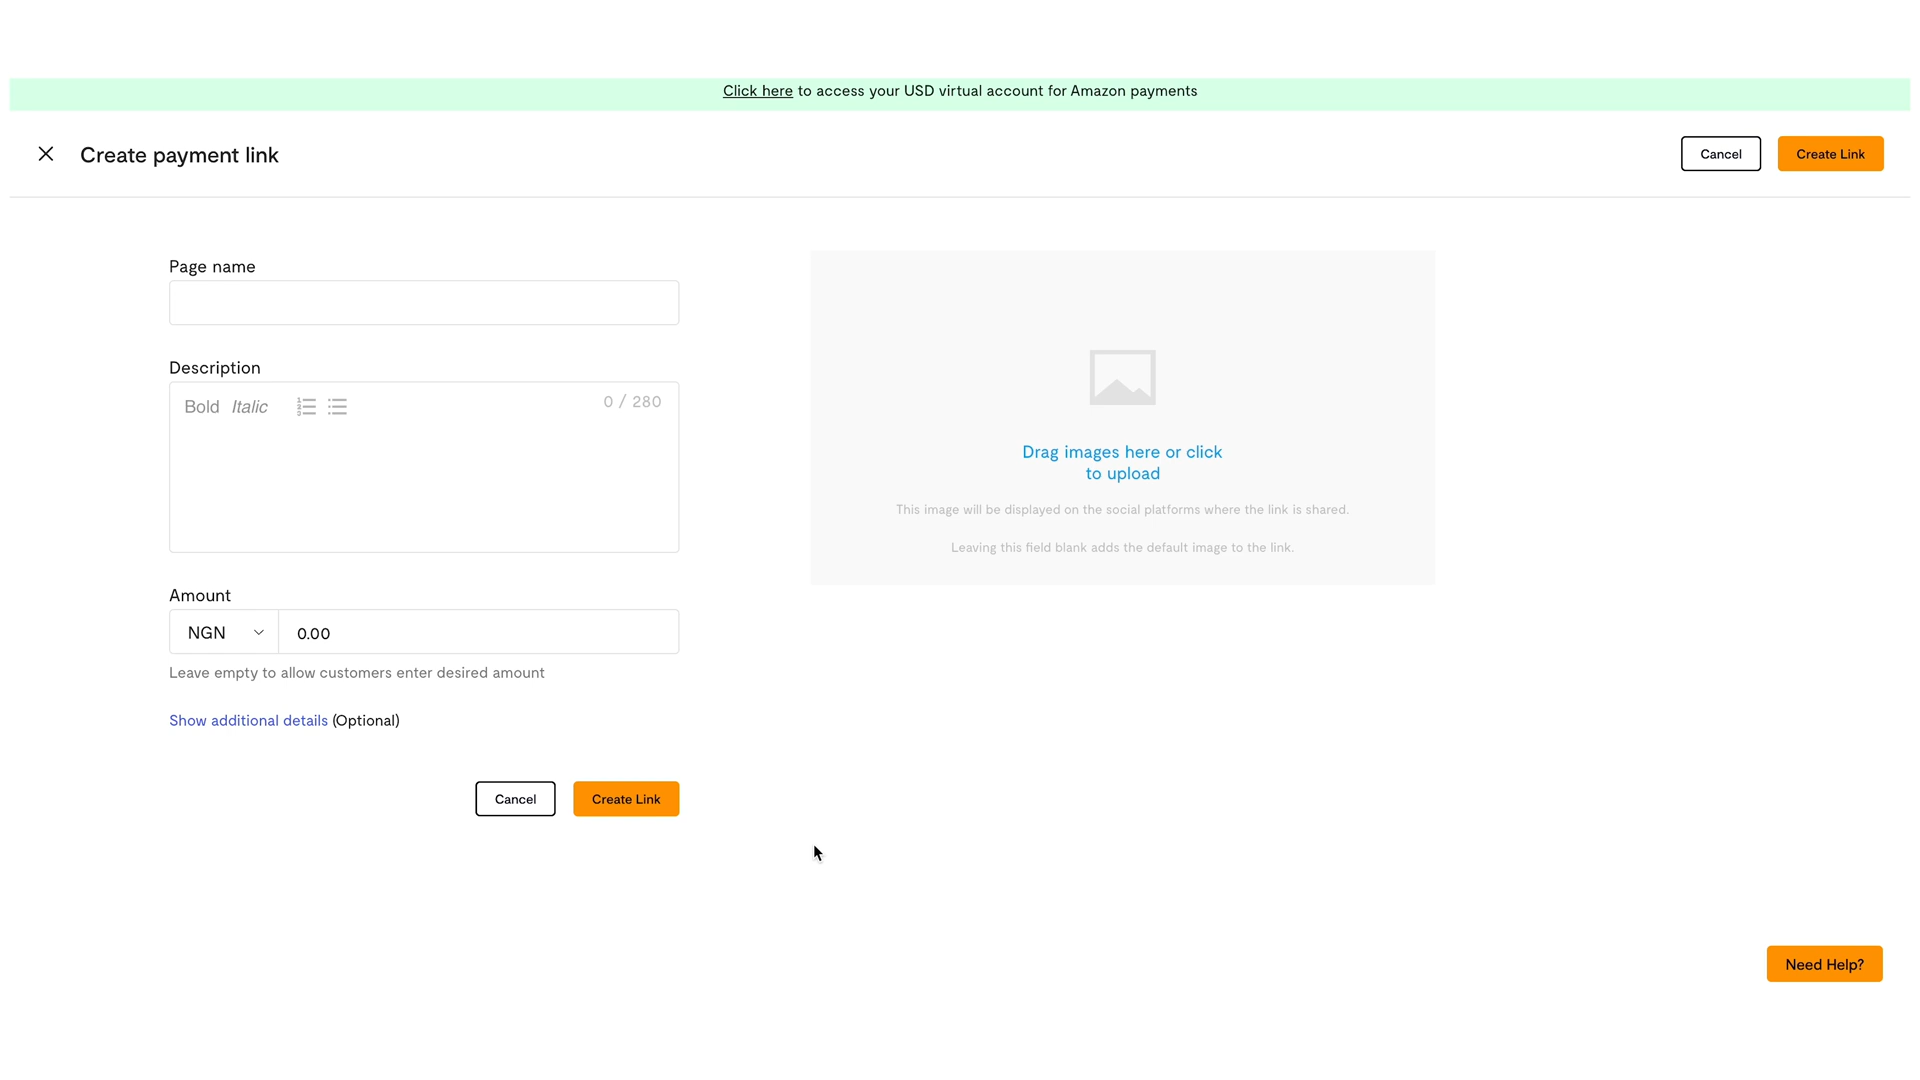 Click here to access your USD virtual account for Amazon payments
Create payment link
Cancel
Create Link
Page name
Description
Bold Italic
0 / 280
Amount
NGN
0.00
Leave empty to allow customers enter desired amount
Show additional details (Optional)
Cancel
Create Link
Drag images here or click
to upload
This image will be displayed on the social platforms where the link is shared.
Leaving this field blank adds the default image to the link.
Need Help?